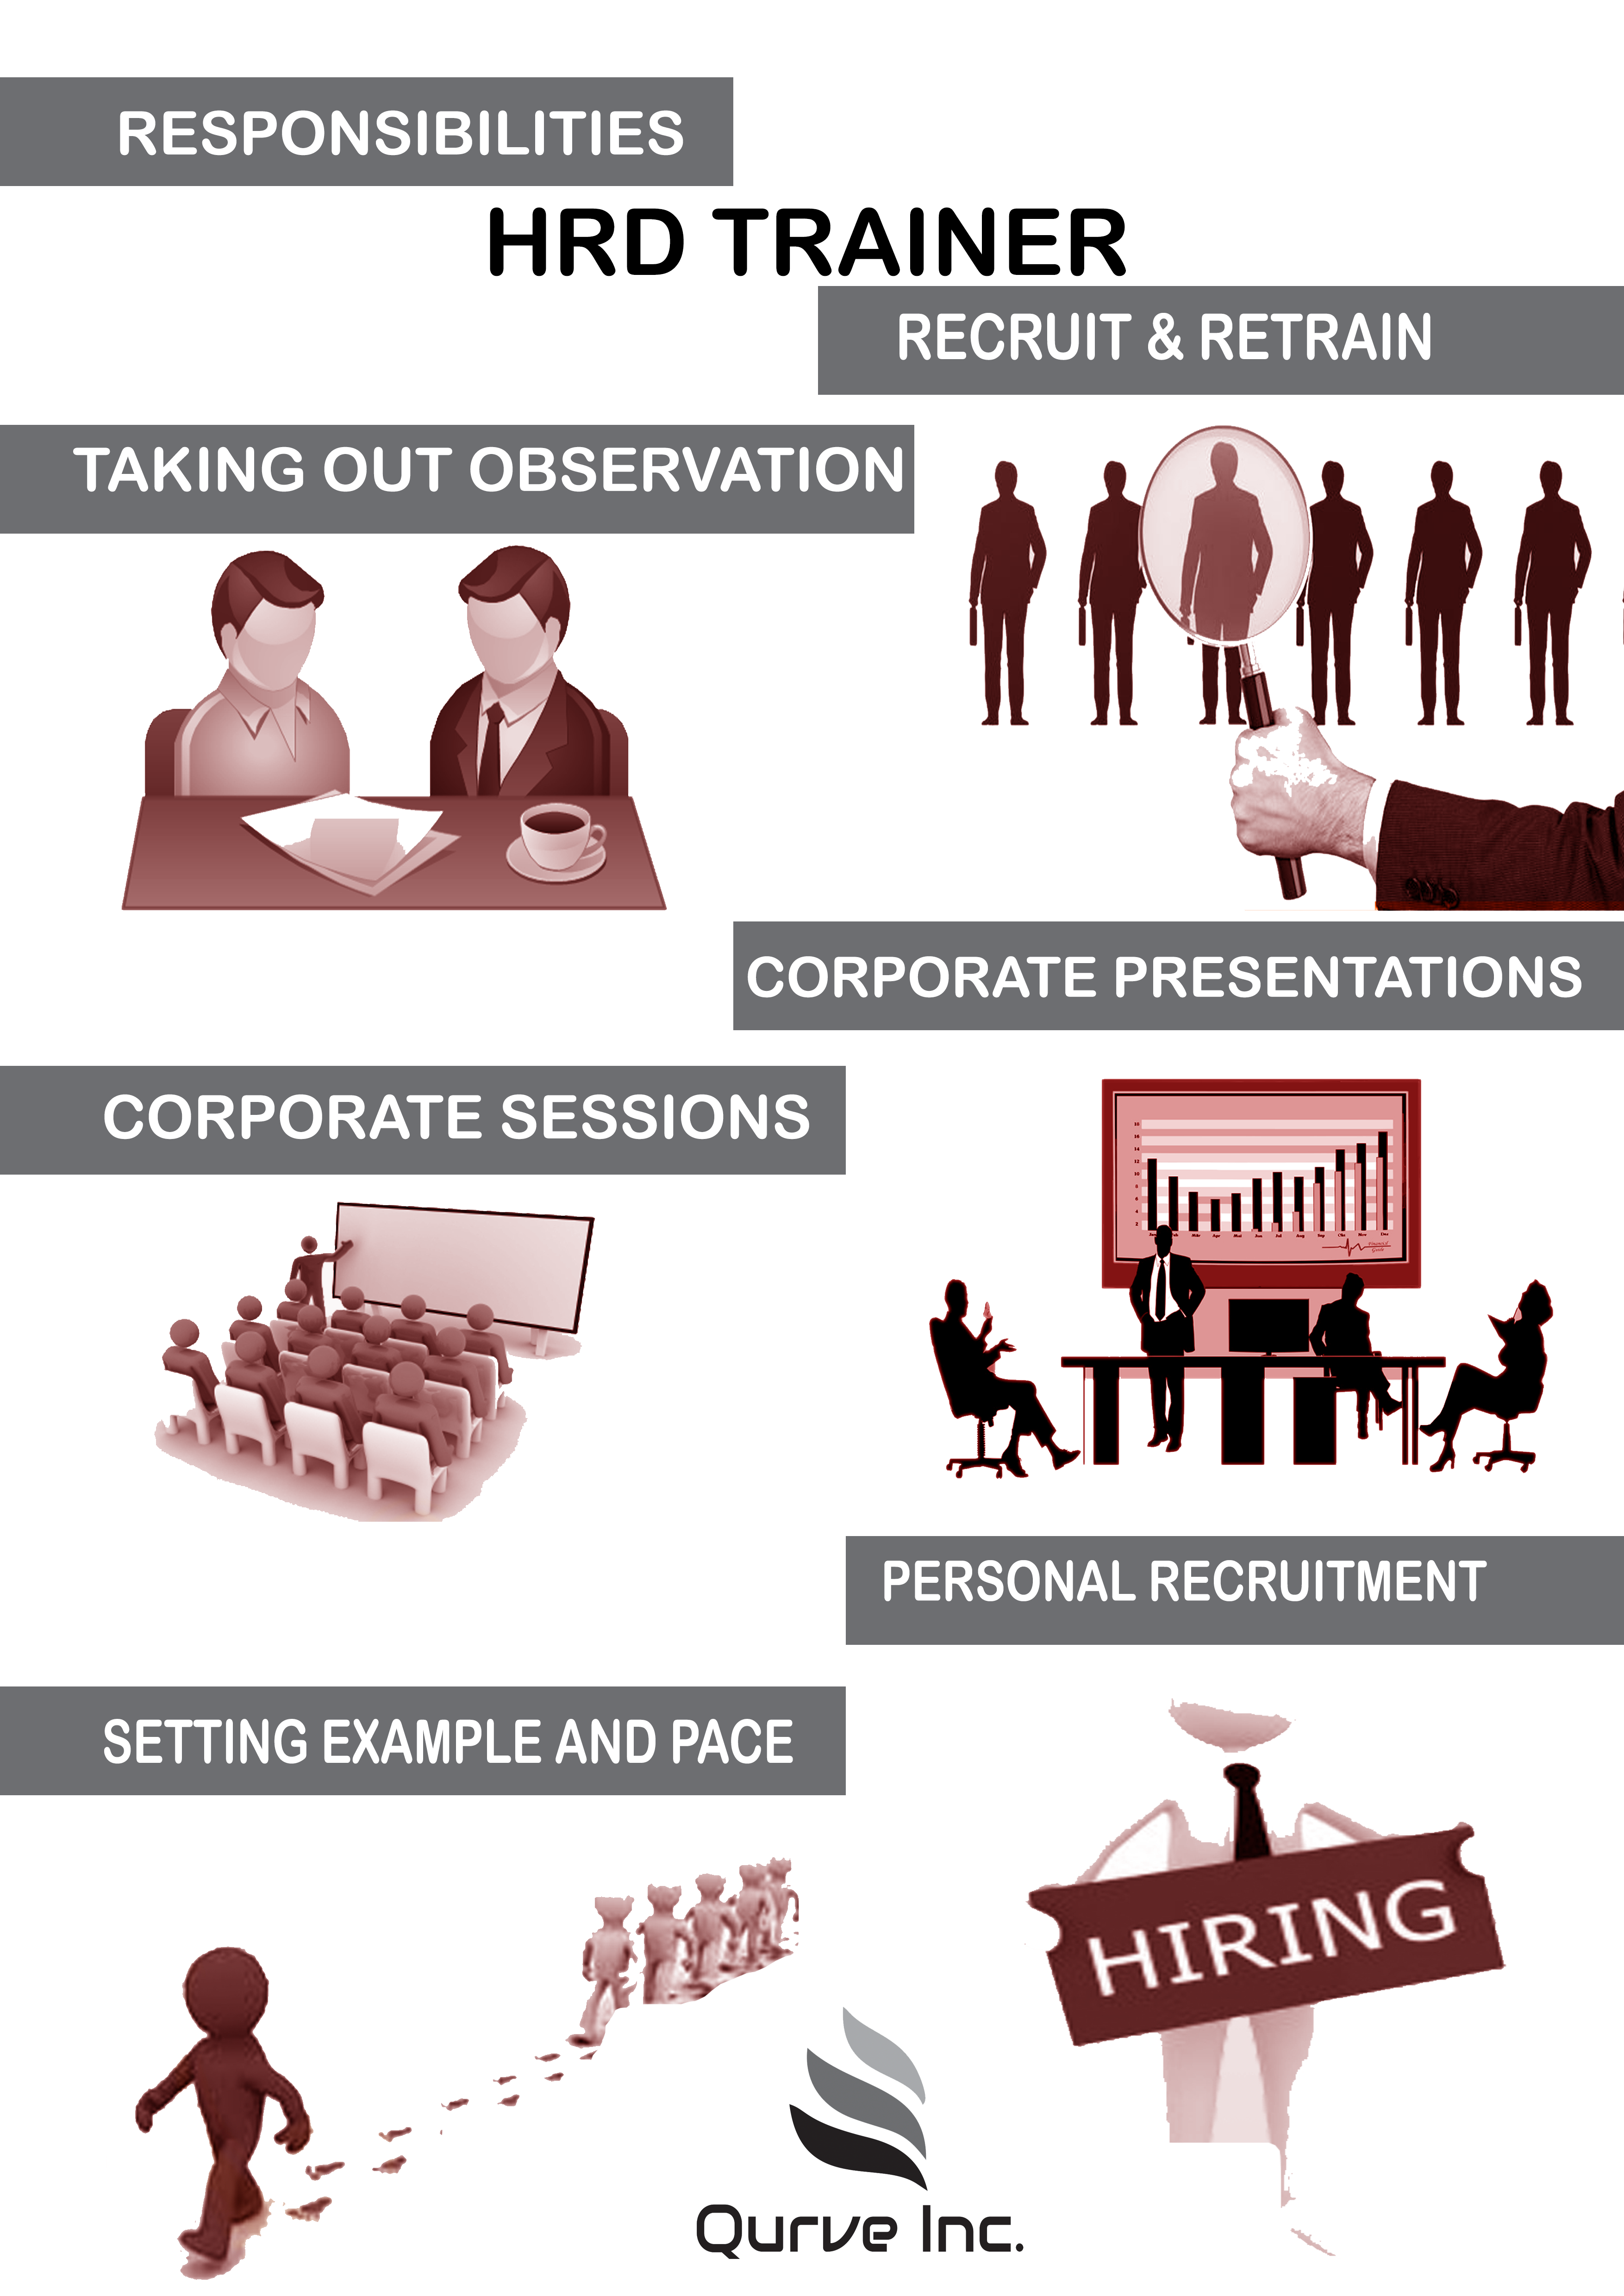 RESPONSIBILITIES
HRD TRAINER
RECRUIT & RETRAIN
TAKING OUT OBSERVATION
CORPORATE PRESENTATIONS
CORPORATE SESSIONS
PERSONAL RECRUITMENT
SETTING EXAMPLE AND PACE
HIRING
Qurve Inc.